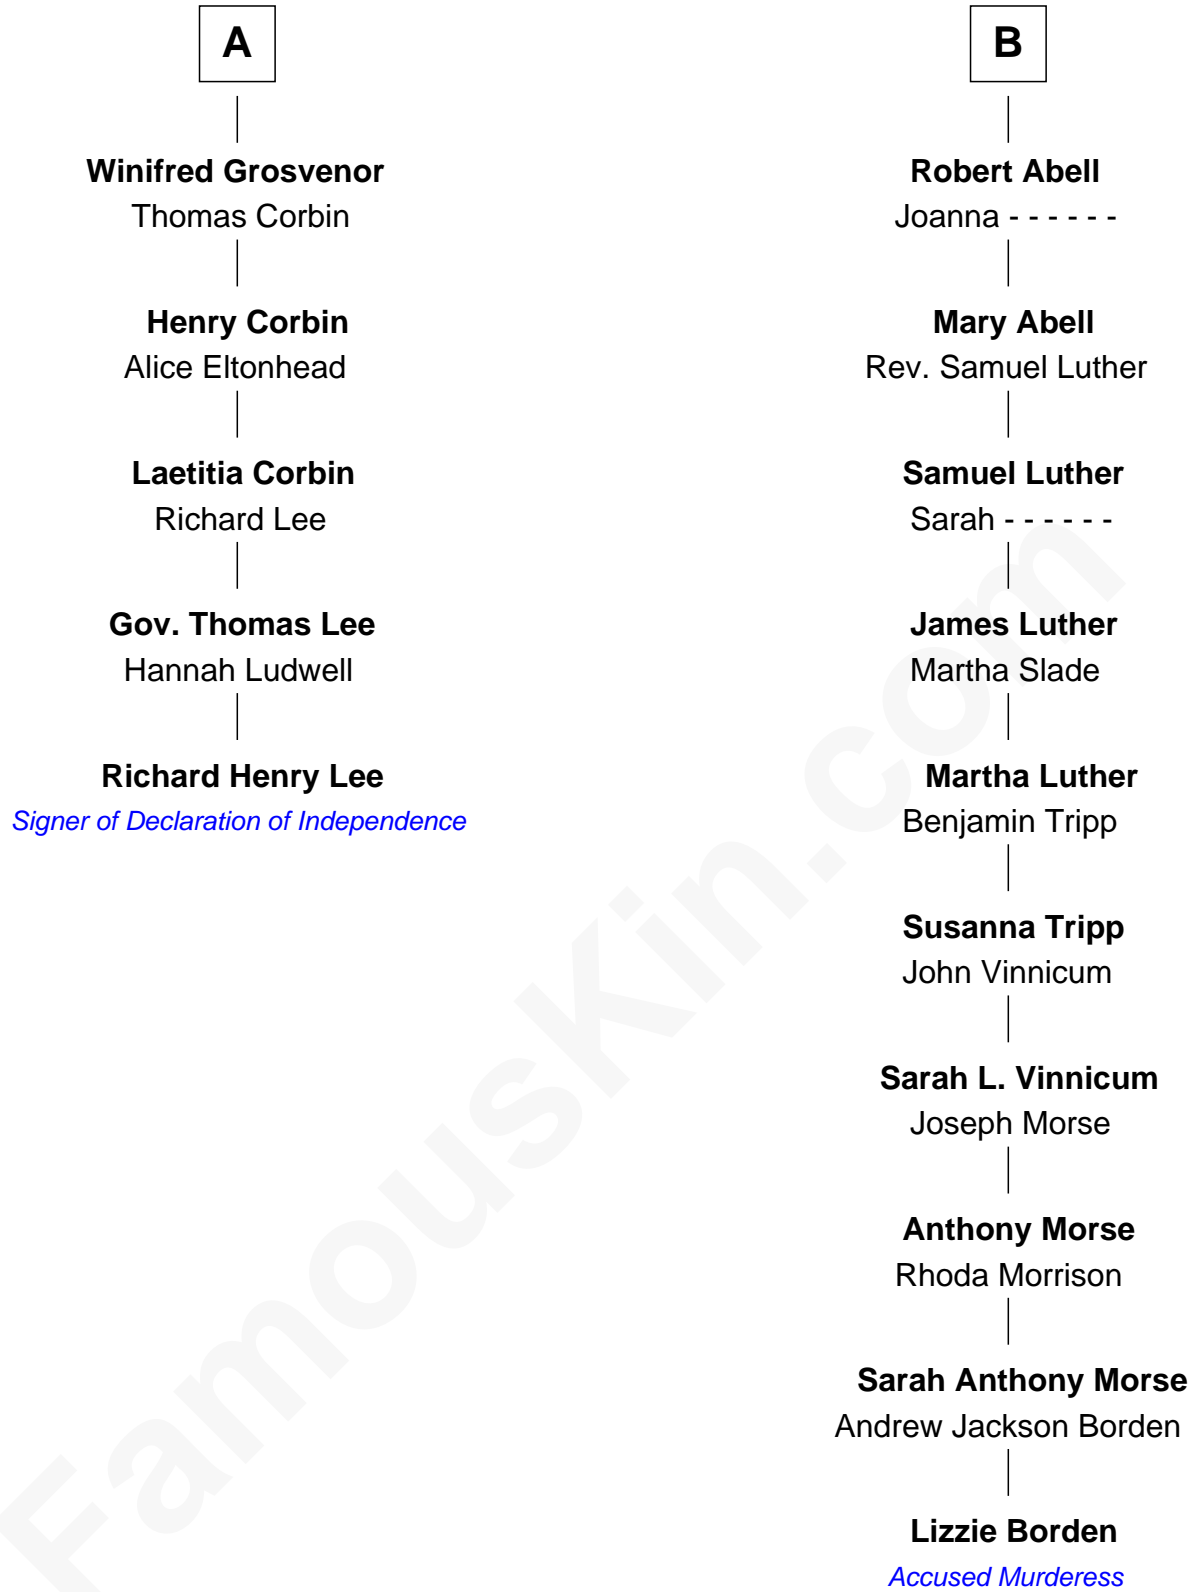 A
Winifred Grosvenor
Thomas Corbin
Henry Corbin
Alice Eltonhead
Laetitia Corbin
Richard Lee
Gov. Thomas Lee
Hannah Ludwell
Richard Henry Lee
Signer of Declaration of Independence
B
Robert Abell
Joanna - - - - - -
Mary Abell
Rev. Samuel Luther
Samuel Luther
Sarah - - - - - -
James Luther
Martha Slade
Martha Luther
Benjamin Tripp
Susanna Tripp
John Vinnicum
Sarah L. Vinnicum
Joseph Morse
Anthony Morse
Rhoda Morrison
Sarah Anthony Morse
Andrew Jackson Borden
Lizzie Borden
Accused Murderess
FamousKin.com